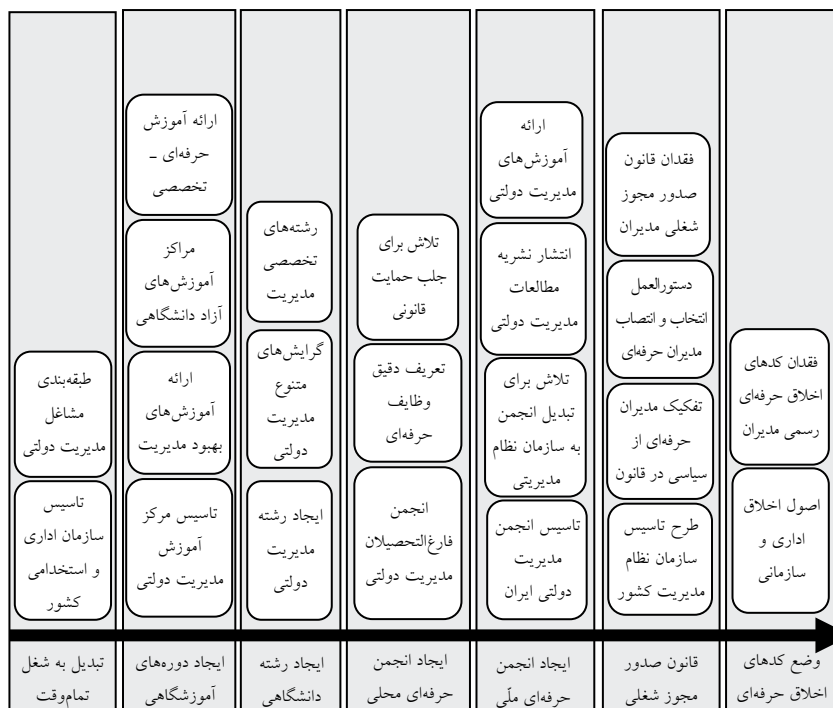 طبقه‌بندی
مشاغل
مدیریت دولتی
تاسیس
سازمان اداری
و استخدامی
کشور
تبدیل به شغل
تمام‌وقت
ارائه آموزش
حرفه‌ای –
تخصصی
مراکز
آموزش‌های
آزاد دانشگاهی
ارائه
آموزش‌های
بهبود مدیریت
تاسیس مرکز
آموزش
مدیریت دولتی
ایجاد دوره‌های
آموزشگاهی
رشته‌های
تخصصی
مدیریت
گرایش‌های
متنوع
مدیریت
دولتی
ایجاد رشته
مدیریت
دولتی
ایجاد رشته
دانشگاهی
تلاش برای
جلب حمایت
قانونی
تعریف دقیق
وظایف
حرفه‌ای
انجمن
فارغ‌التحصیلان
مدیریت دولتی
ایجاد انجمن
حرفه‌ای محلی
ارائه
آموزش‌های
مدیریت دولتی
انتشار نشریه
مطالعات
مدیریت دولتی
تلاش برای
تبدیل انجمن
به سازمان نظام
مدیریتی
تاسیس انجمن
مدیریت
دولتی ایران
ایجاد انجمن
حرفه‌ای ملّی
فقدان قانون
صدور مجوز
شغلی مدیران
دستورالعمل
انتخاب و انتصاب
مدیران حرفه‌ای
تفکیک مدیران
حرفه‌ای از
سیاسی در قانون
طرح تاسیس
سازمان نظام
مدیریت کشور
قانون صدور
مجوز شغلی
فقدان کدهای
اخلاق حرفه‌ای
رسمی مدیران
اصول اخلاق
اداری و
سازمانی
وضع کدهای
اخلاق حرفه‌ای